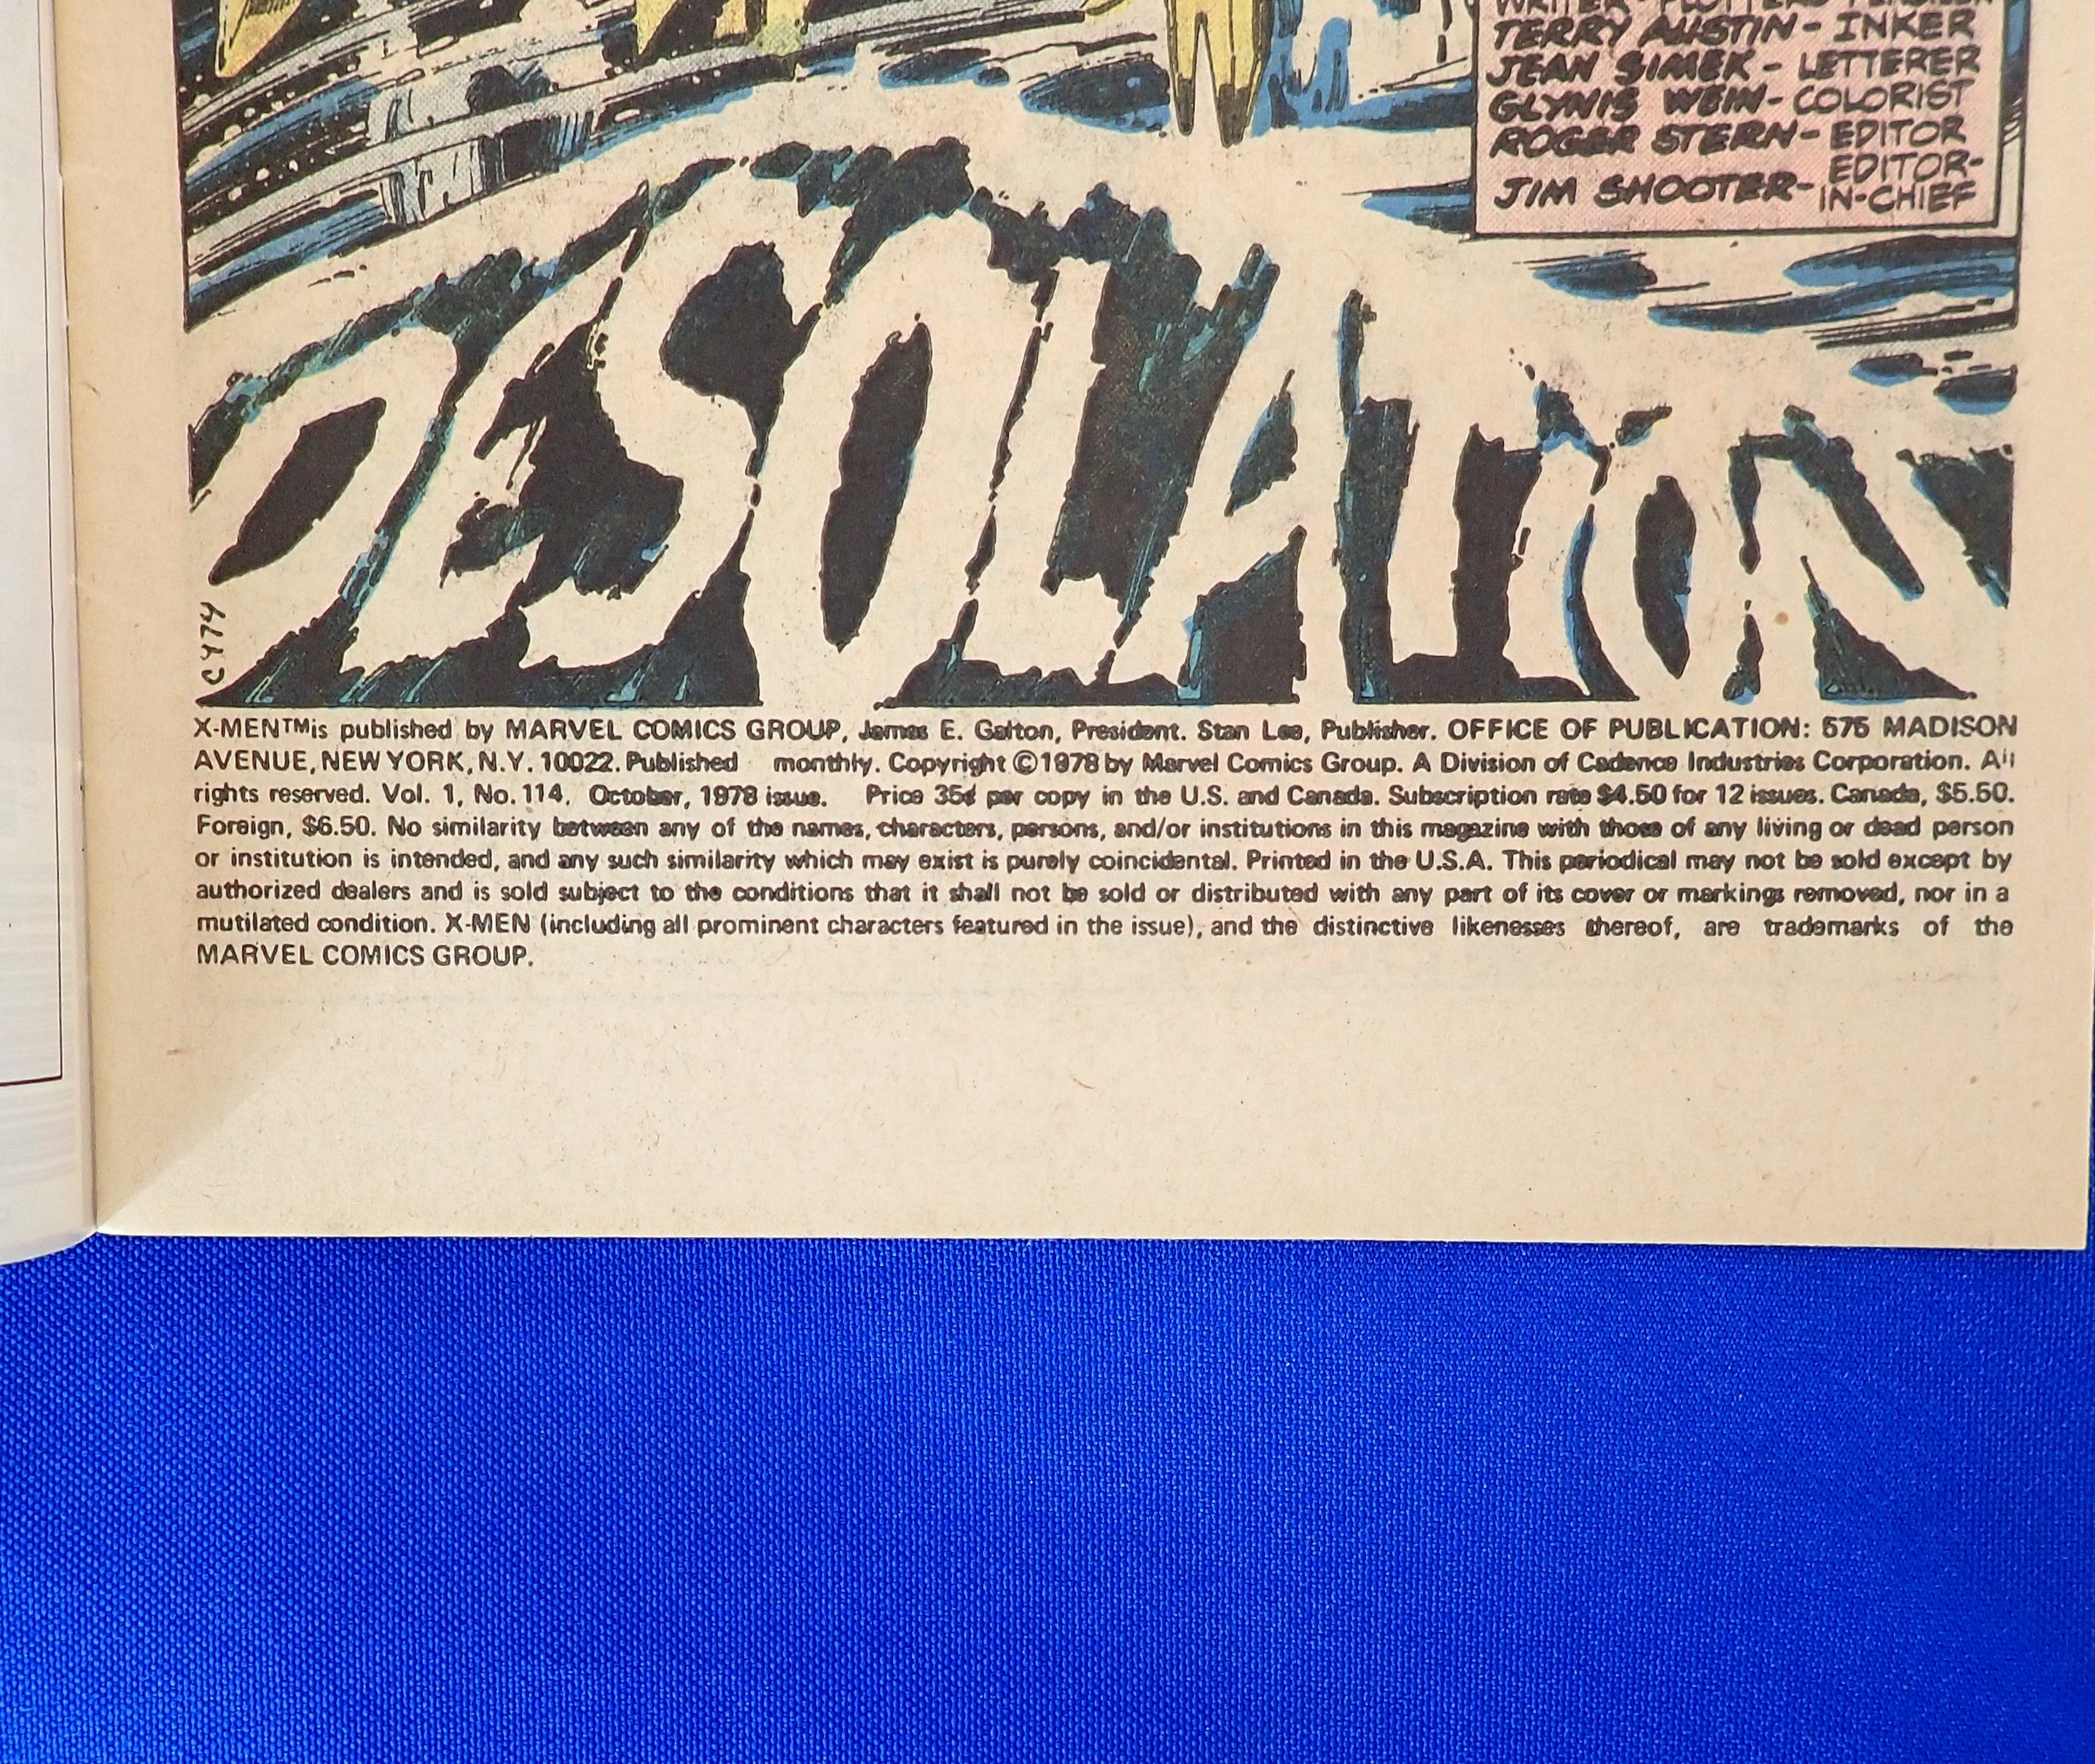 WRITER · PLOTTERS · PENCILER
TERRY AUSTIN - INKER
JEAN SIMEK - LETTERER
GLYNIS WEIN - COLORIST
ROGER STERN - EDITOR
JIM SHOOTER - EDITOR-
IN-CHIEF
DESOLATION
C474
X-MEN™ is published by MARVEL COMICS GROUP, James E. Galton, President. Stan Lee, Publisher. OFFICE OF PUBLICATION: 575 MADISON
AVENUE, NEW YORK, N.Y. 10022. Published monthly. Copyright ©1978 by Marvel Comics Group. A Division of Cadence Industries Corporation. All
rights reserved. Vol. 1, No. 114, October, 1978 issue. Price 35¢ per copy in the U.S. and Canada. Subscription rate $4.50 for 12 issues. Canada, $5.50.
Foreign, $6.50. No similarity between any of the names, characters, persons, and/or institutions in this magazine with those of any living or dead person
or institution is intended, and any such similarity which may exist is purely coincidental. Printed in the U.S.A. This periodical may not be sold except by
authorized dealers and is sold subject to the conditions that it shall not be sold or distributed with any part of its cover or markings removed, nor in a
mutilated condition. X-MEN (including all prominent characters featured in the issue), and the distinctive likenesses thereof, are trademarks of the
MARVEL COMICS GROUP.